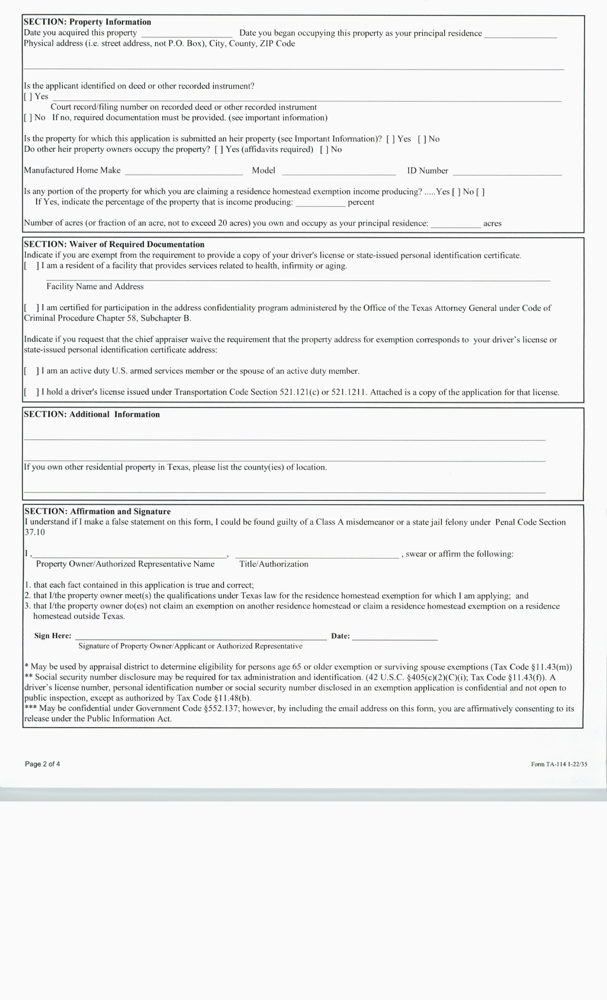 SECTION: Property Information
Date you acquired this property ____________________ Date you began occupying this property as your principal residence ________________
Physical address (i.e. street address, not P.O. Box), City, County, ZIP Code
Is the applicant identified on deed or other recorded instrument?
[ ] Yes ____________________
Court record/filing number on recorded deed or other recorded instrument
[ ] No If no, required documentation must be provided. (see important information)
Is the property for which this application is submitted an heir property (see Important Information)? [ ] Yes [ ] No
Do other heir property owners occupy the property? [ ] Yes (affidavits required) [ ] No
Manufactured Home Make ____________________ Model ____________________ ID Number ____________________
Is any portion of the property for which you are claiming a residence homestead exemption income producing? .....Yes [ ] No [ ]
If Yes, indicate the percentage of the property that is income producing: ___________ percent
Number of acres (or fraction of an acre, not to exceed 20 acres) you own and occupy as your principal residence: ___________ acres
SECTION: Waiver of Required Documentation
Indicate if you are exempt from the requirement to provide a copy of your driver's license or state-issued personal identification certificate.
[ ] I am a resident of a facility that provides services related to health, infirmity or aging.
Facility Name and Address
[ ] I am certified for participation in the address confidentiality program administered by the Office of the Texas Attorney General under Code of
Criminal Procedure Chapter 58, Subchapter B.
Indicate if you request that the chief appraiser waive the requirement that the property address for exemption corresponds to your driver’s license or
state-issued personal identification certificate address:
[ ] I am an active duty U.S. armed services member or the spouse of an active duty member.
[ ] I hold a driver's license issued under Transportation Code Section 521.121(c) or 521.1211. Attached is a copy of the application for that license.
SECTION: Additional Information
If you own other residential property in Texas, please list the county(ies) of location.
SECTION: Affirmation and Signature
I understand if I make a false statement on this form, I could be found guilty of a Class A misdemeanor or a state jail felony under Penal Code Section
37.10
I ,____________________, ____________________ , swear or affirm the following:
Property Owner/Authorized Representative Name Title/Authorization
1. that each fact contained in this application is true and correct;
2. that I/the property owner meet(s) the qualifications under Texas law for the residence homestead exemption for which I am applying; and
3. that I/the property owner do(es) not claim an exemption on another residence homestead or claim a residence homestead exemption on a residence
homestead outside Texas.
Sign Here: ____________________ Date: ____________________
Signature of Property Owner/Applicant or Authorized Representative
* May be used by appraisal district to determine eligibility for persons age 65 or older exemption or surviving spouse exemptions (Tax Code §11.43(m))
** Social security number disclosure may be required for tax administration and identification. (42 U.S.C. §405(c)(2)(C)(i); Tax Code §11.43(f)). A
driver’s license number, personal identification number or social security number disclosed in an exemption application is confidential and not open to
public inspection, except as authorized by Tax Code §11.48(b).
*** May be confidential under Government Code §552.137; however, by including the email address on this form, you are affirmatively consenting to its
release under the Public Information Act.
Page 2 of 4 Form TA-114 1-22/35